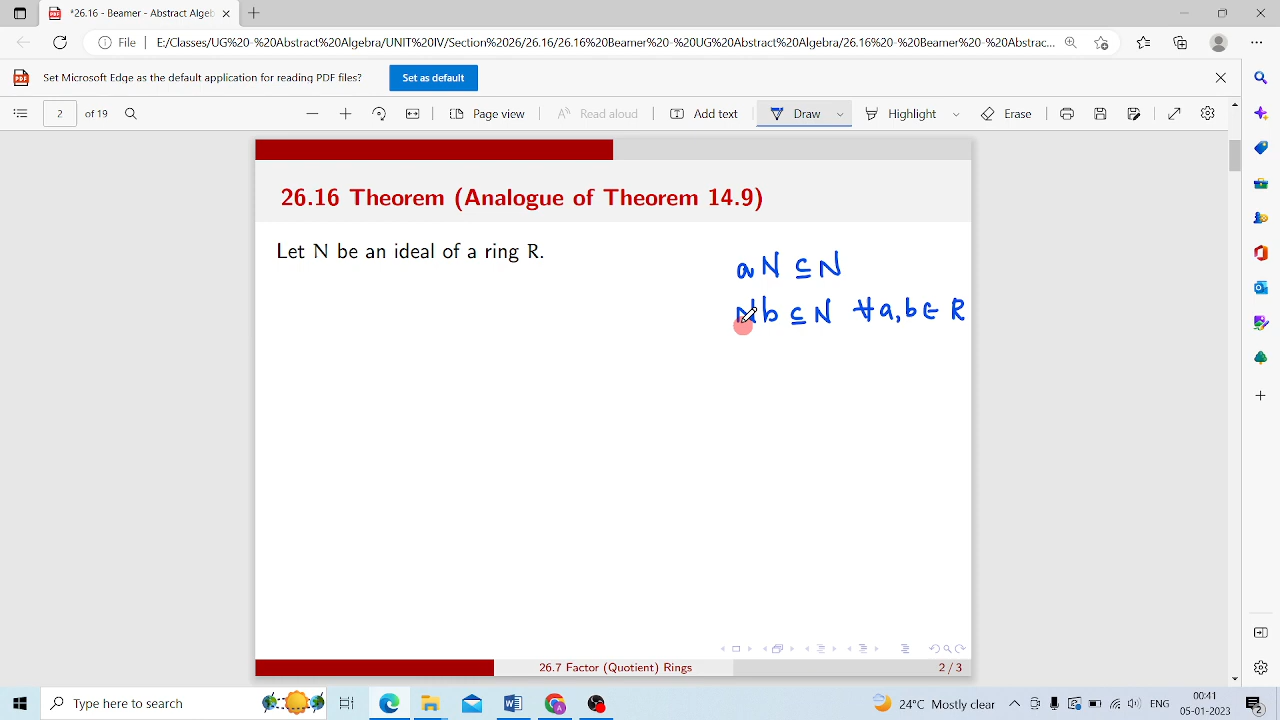 *26.16 - Beamer - Abstract Algeb
File
E:/Classes/UG%20-%20Abstract%20Algebra/UNIT%20IV/Section%2026/26.16/26.16%20-%20Beamer%20-%20UG%20-%20Abstract%20Algebra/26.16%20-%20Beamer%20-%20Abstrac...
Set Microsoft Edge as the default application for reading PDF files?
Set as default
2 of 19
Page view
Read aloud
Add text
Draw
Highlight
Erase
26.16 Theorem (Analogue of Theorem 14.9)
Let N be an ideal of a ring R.
aN ⊆ N
Nb ⊆ N ∀ a,b ∈ R
26.7 Factor (Quotient) Rings
2 / 3
Type here to search
24°C Mostly clear
ENG
00:41
05-01-2023
2